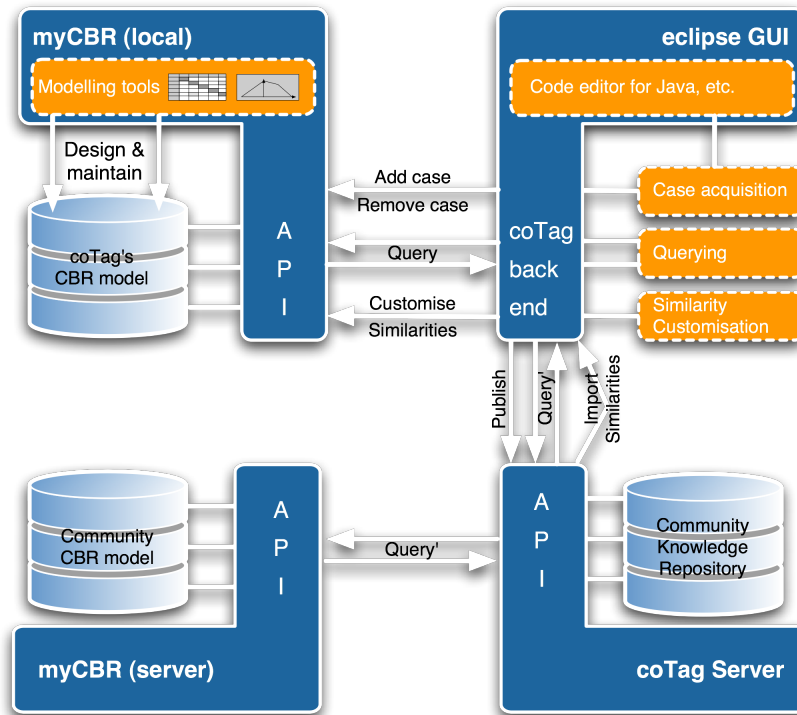 myCBR (local)
eclipse GUI
Modelling tools
Code editor for Java, etc.
Design &
maintain
Add case
Remove case
Case acquisition
coTag's
CBR model
A
P
I
Query
coTag
back
end
Querying
Customise
Similarities
Similarity
Customisation
Publish
Query'
Import
Similarities
Community
CBR model
A
P
I
Query'
A
P
I
Community
Knowledge
Repository
myCBR (server)
coTag Server